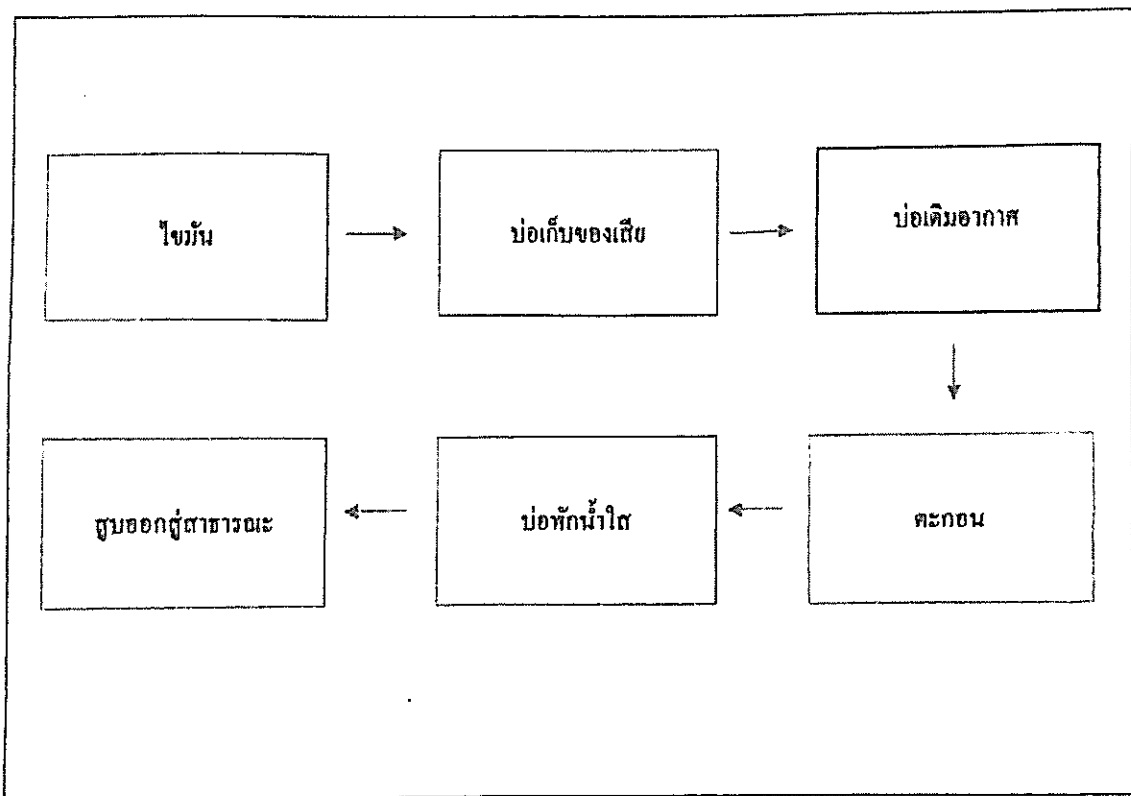 ไขมัน
บ่อเก็บของเสีย
บ่อเติมอากาศ
ตะกอน
บ่อพักน้ำใส
สูบออกสู่สาธารณะ